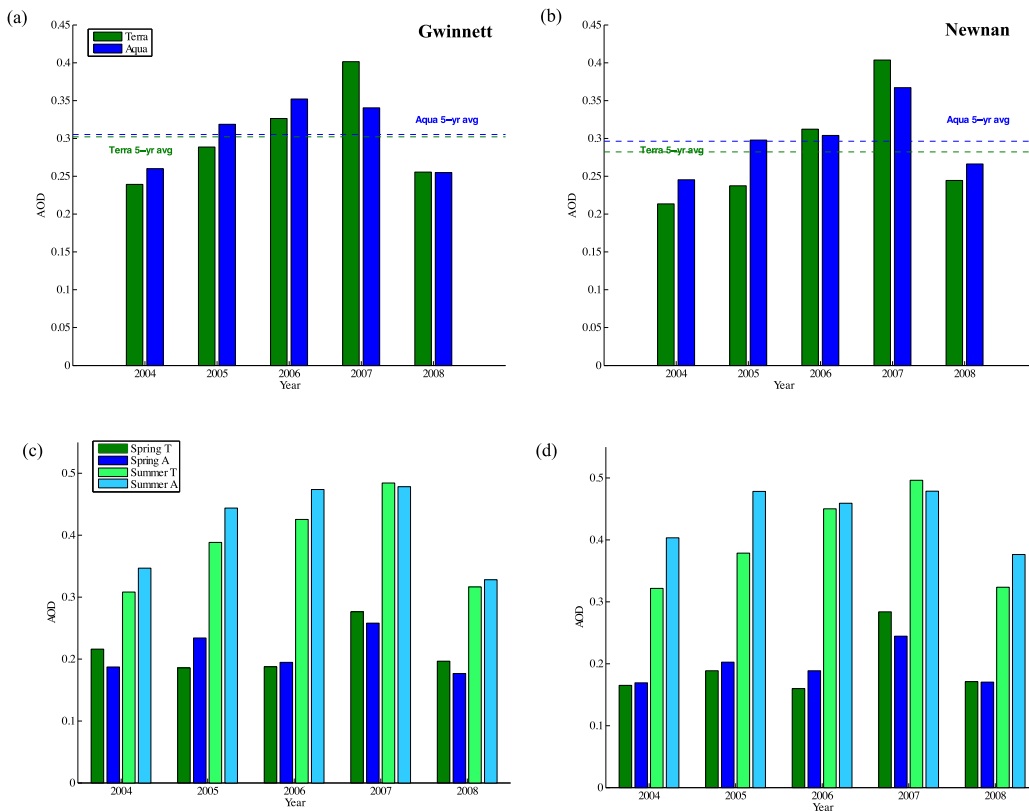 (a)
Gwinnett
Terra
Aqua
0.45
0.4
0.35
0.3
0.25
0.2
0.15
0.1
0.05
0
AOD
Aqua 5–yr avg
Terra 5–yr avg
2004 2005 2006 2007 2008
Year
(b)
Newnan
0.45
0.4
0.35
0.3
0.25
0.2
0.15
0.1
0.05
0
AOD
Aqua 5–yr avg
Terra 5–yr avg
2004 2005 2006 2007 2008
Year
(c)
Spring T
Spring A
Summer T
Summer A
0.5
0.4
0.3
0.2
0.1
0
AOD
2004 2005 2006 2007 2008
Year
(d)
0.5
0.4
0.3
0.2
0.1
0
AOD
2004 2005 2006 2007 2008
Year